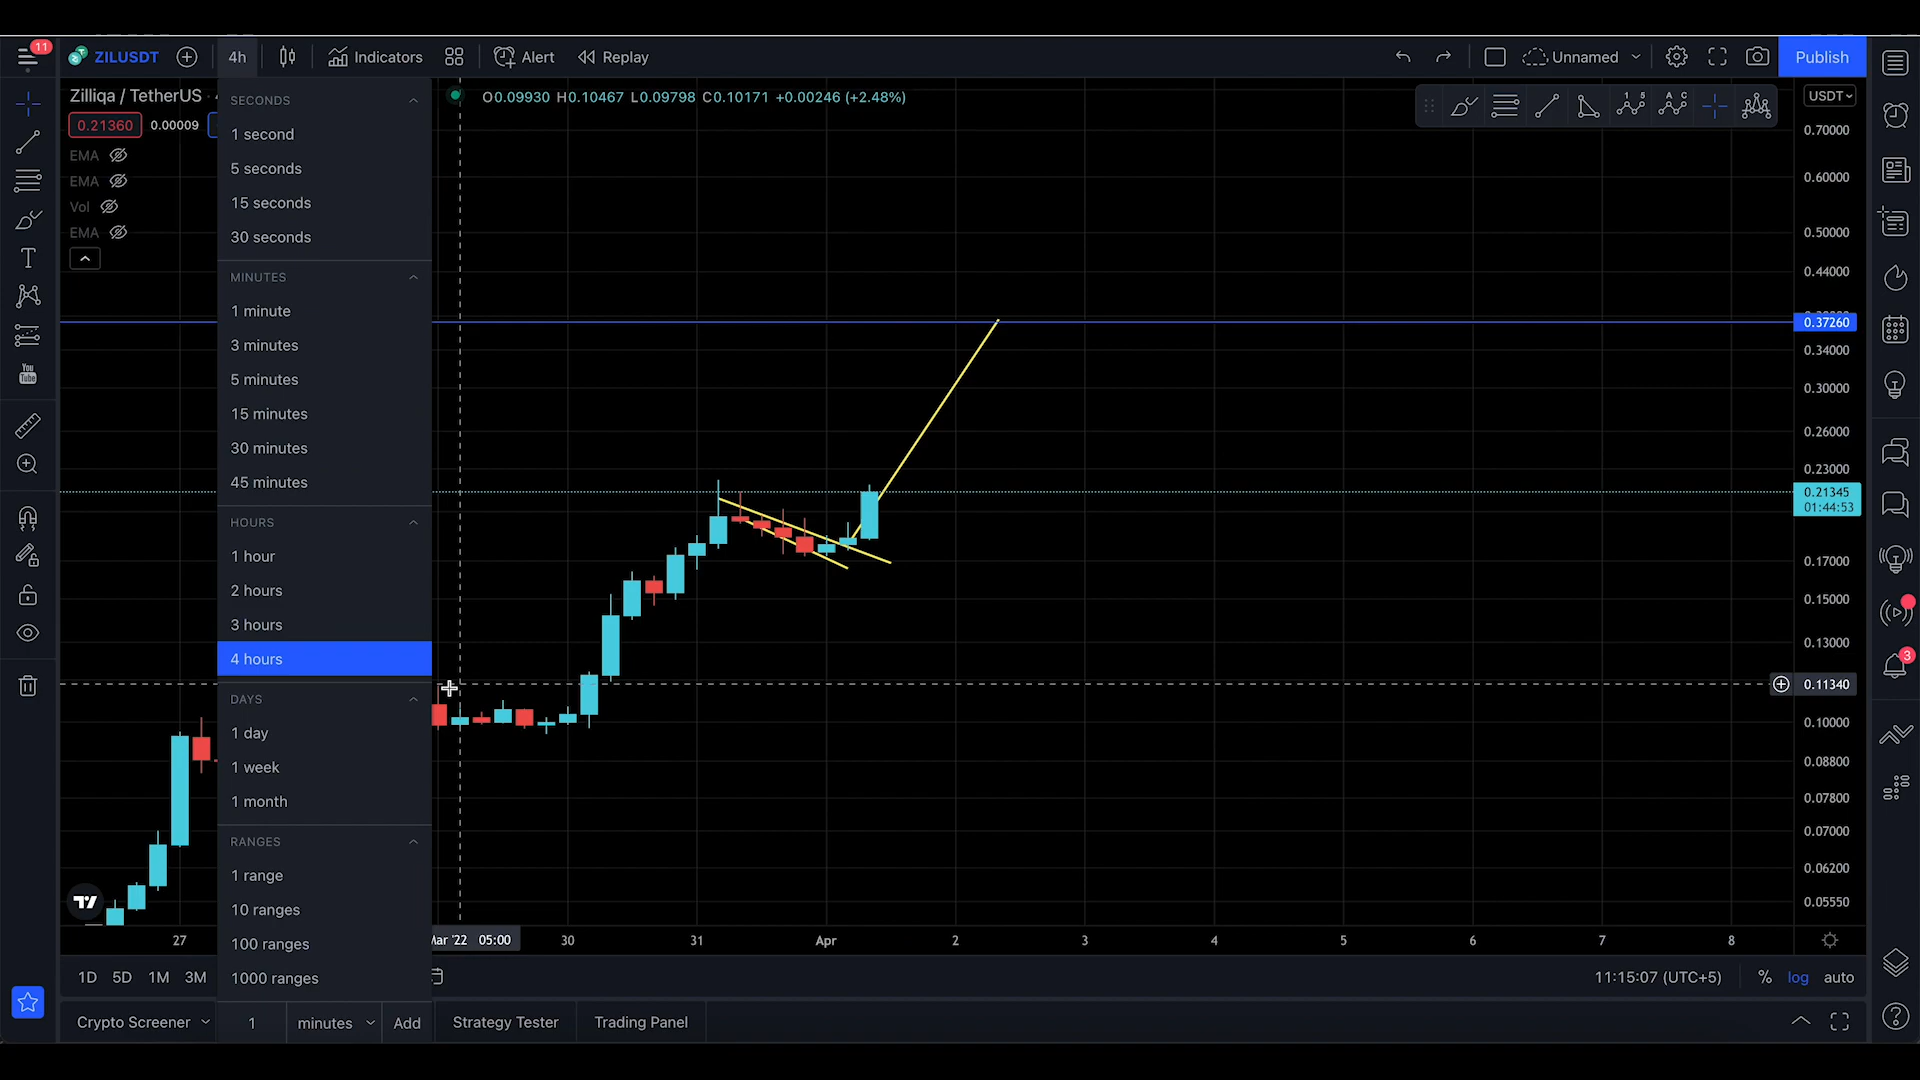 11
ZILUSDT
4h
Indicators
Alert
Replay
Unnamed
Publish
Zilliqa / TetherUS
O0.09930 H0.10467 L0.09798 C0.10171 +0.00246 (+2.48%)
USDT
0.21360
0.00009
EMA
EMA
Vol
EMA
SECONDS
1 second
5 seconds
15 seconds
30 seconds
MINUTES
1 minute
3 minutes
5 minutes
15 minutes
30 minutes
45 minutes
HOURS
1 hour
2 hours
3 hours
4 hours
DAYS
1 day
1 week
1 month
RANGES
1 range
10 ranges
100 ranges
1000 ranges
You
Tube
0.70000
0.60000
0.50000
0.44000
0.37260
0.34000
0.30000
0.26000
0.23000
0.21345
01:44:53
0.17000
0.15000
0.13000
0.11340
0.10000
0.08800
0.07800
0.07000
0.06200
0.05550
3
27
Mar '22 05:00
30
31
Apr
2
3
4
5
6
7
8
1D
5D
1M
3M
11:15:07 (UTC+5)
%
log
auto
Crypto Screener
1
minutes
Add
Strategy Tester
Trading Panel